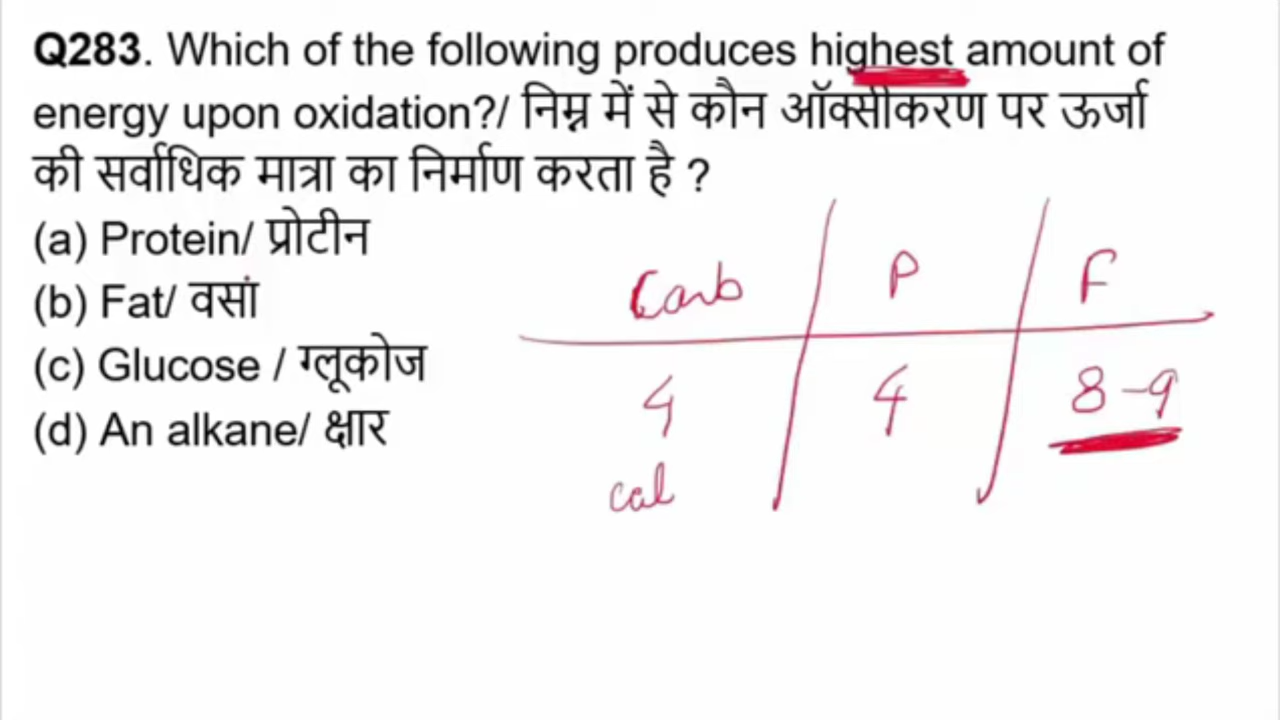 Q283. Which of the following produces highest amount of
energy upon oxidation?/ निम्न में से कौन ऑक्सीकरण पर ऊर्जा
की सर्वाधिक मात्रा का निर्माण करता है ?
(a) Protein/ प्रोटीन
(b) Fat/ वसां
(c) Glucose / ग्लूकोज
(d) An alkane/ क्षार
Carb P F
4 4 8-9
cal